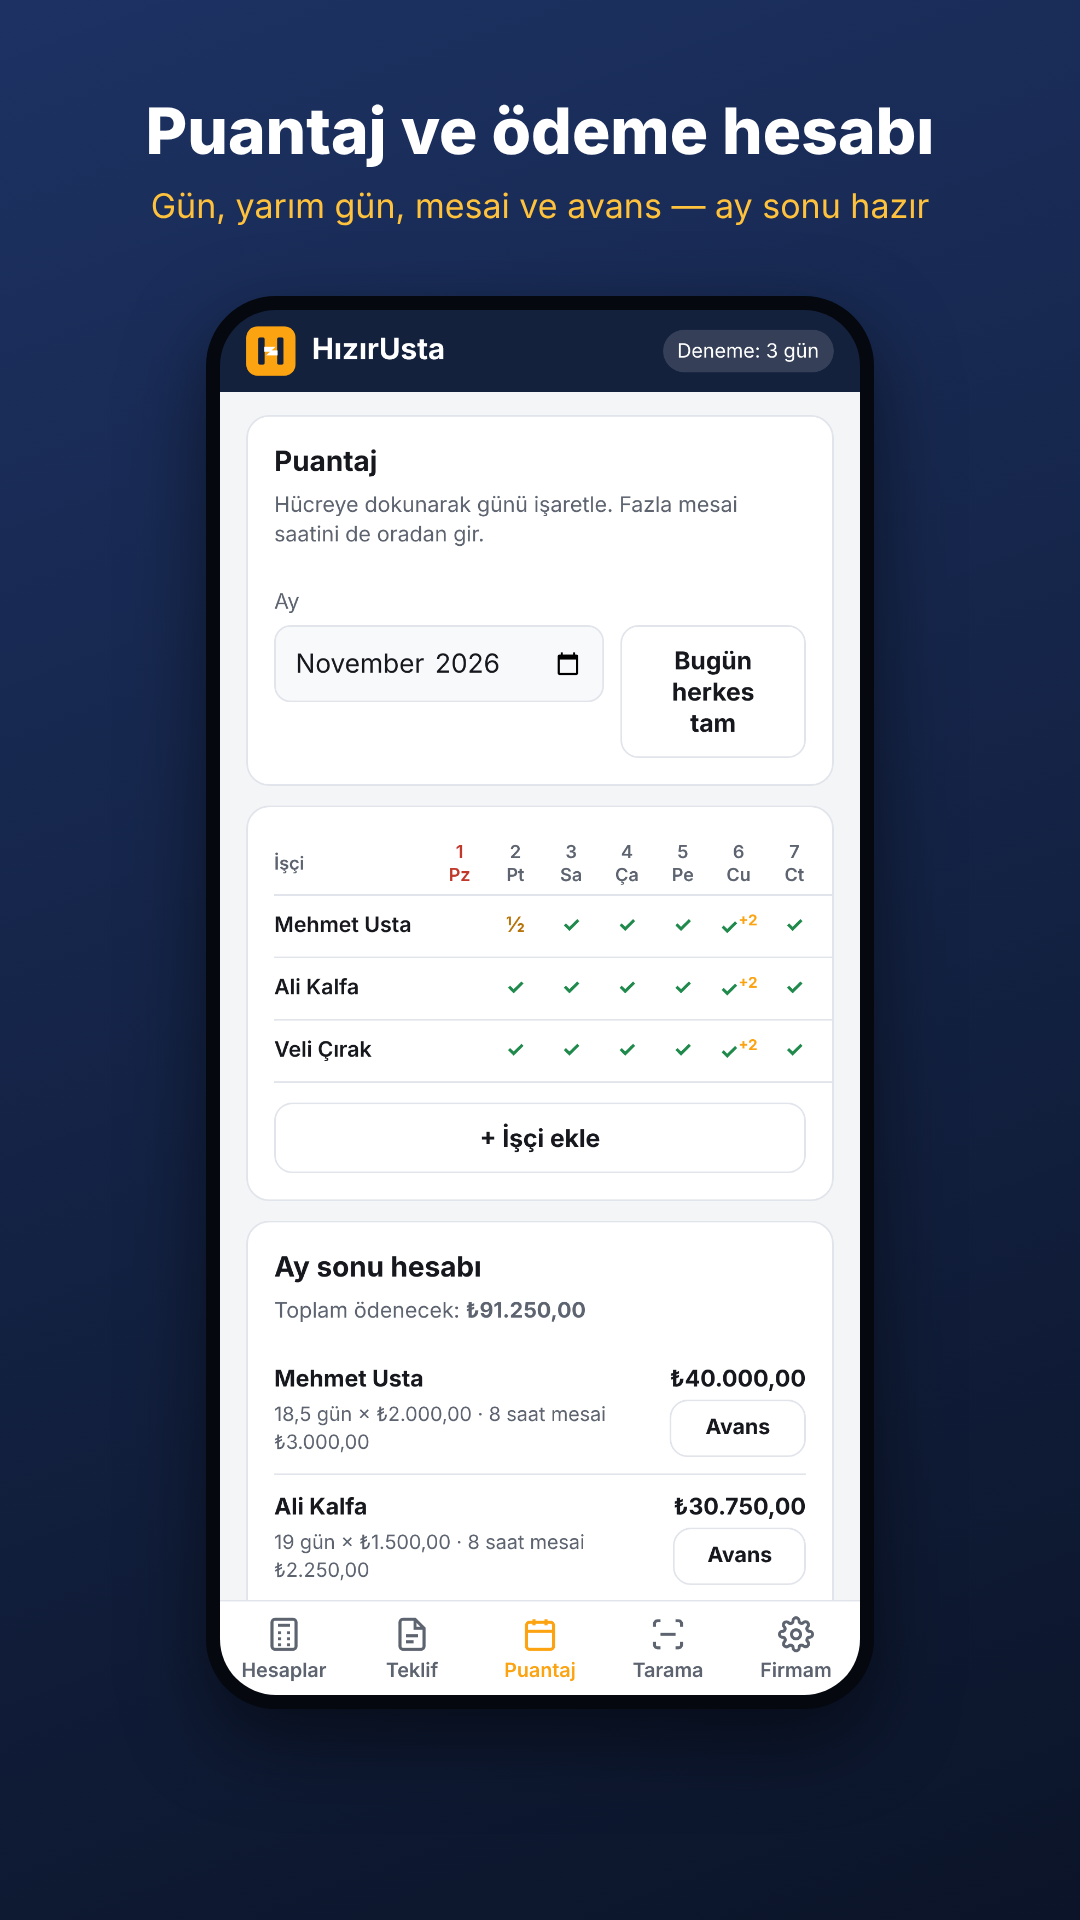 Puantaj ve ödeme hesabı
Gün, yarım gün, mesai ve avans — ay sonu hazır
HızırUsta
Deneme: 3 gün
Puantaj
Hücreye dokunarak günü işaretle. Fazla mesai
saatini de oradan gir.
Ay
November 2026
Bugün
herkes
tam
İşçi 1 2 3 4 5 6 7
Pz Pt Sa Ça Pe Cu Ct
Mehmet Usta ½ ✓ ✓ ✓ ✓+2 ✓
Ali Kalfa ✓ ✓ ✓ ✓ ✓+2 ✓
Veli Çırak ✓ ✓ ✓ ✓ ✓+2 ✓
+ İşçi ekle
Ay sonu hesabı
Toplam ödenecek: ₺91.250,00
Mehmet Usta ₺40.000,00
18,5 gün × ₺2.000,00 · 8 saat mesai
₺3.000,00
Avans
Ali Kalfa ₺30.750,00
19 gün × ₺1.500,00 · 8 saat mesai
₺2.250,00
Avans
Hesaplar Teklif Puantaj Tarama Firmam